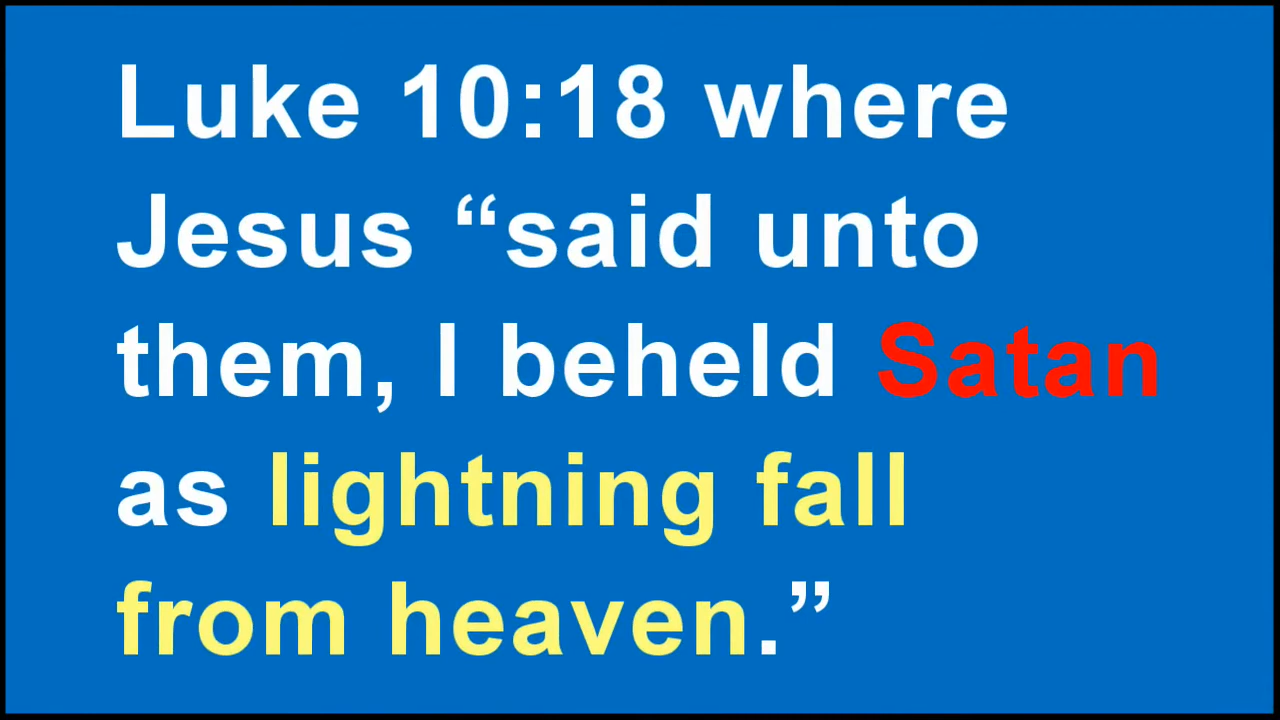 Luke 10:18 where
Jesus “said unto
them, I beheld Satan
as lightning fall
from heaven.”